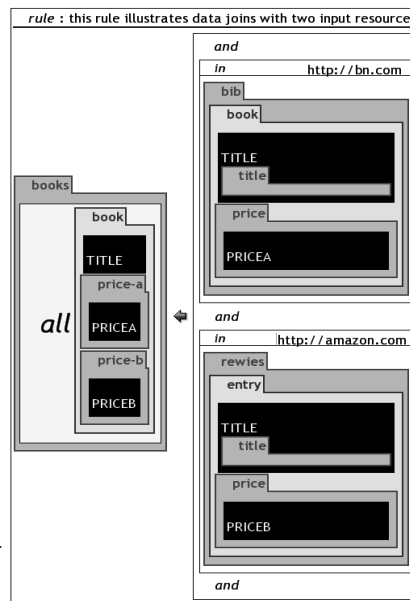 rule : this rule illustrates data joins with two input resource
and
in http://bn.com
bib
book
TITLE
title
price
PRICEA
and
in http://amazon.com
rewies
entry
TITLE
title
price
PRICEB
and
books
all
book
TITLE
price-a
PRICEA
price-b
PRICEB